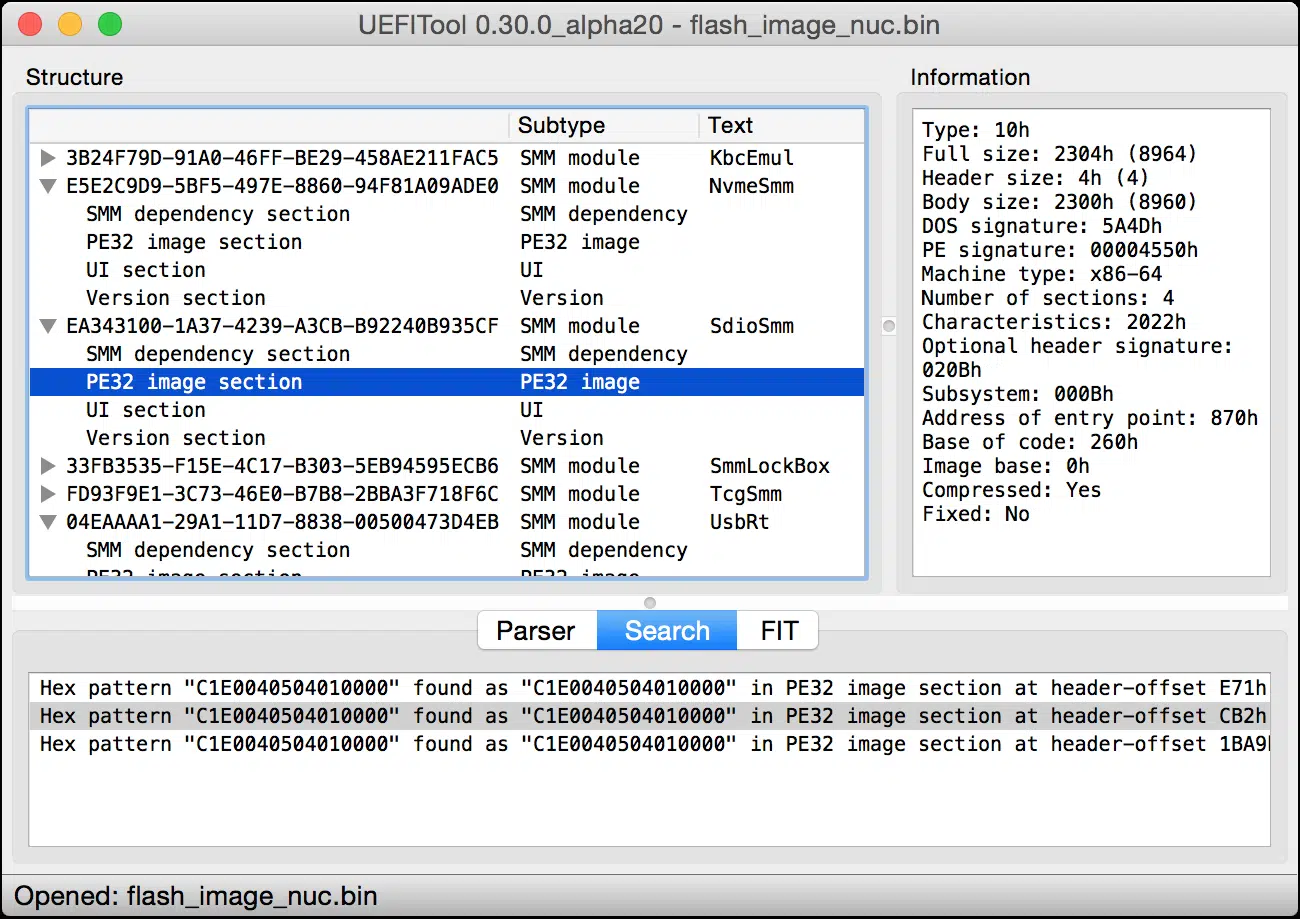 UEFITool 0.30.0_alpha20 - flash_image_nuc.bin
Structure
Subtype Text
3B24F79D-91A0-46FF-BE29-458AE211FAC5 SMM module KbcEmul
E5E2C9D9-5BF5-497E-8860-94F81A09ADE0 SMM module NvmeSmm
SMM dependency section SMM dependency
PE32 image section PE32 image
UI section UI
Version section Version
EA343100-1A37-4239-A3CB-B92240B935CF SMM module SdioSmm
SMM dependency section SMM dependency
PE32 image section PE32 image
UI section UI
Version section Version
33FB3535-F15E-4C17-B303-5EB94595ECB6 SMM module SmmLockBox
FD93F9E1-3C73-46E0-B7B8-2BBA3F718F6C SMM module TcgSmm
04EAAAA1-29A1-11D7-8838-00500473D4EB SMM module UsbRt
SMM dependency section SMM dependency
PE32 image section PE32 image
Information
Type: 10h
Full size: 2304h (8964)
Header size: 4h (4)
Body size: 2300h (8960)
DOS signature: 5A4Dh
PE signature: 00004550h
Machine type: x86-64
Number of sections: 4
Characteristics: 2022h
Optional header signature:
020Bh
Subsystem: 000Bh
Address of entry point: 870h
Base of code: 260h
Image base: 0h
Compressed: Yes
Fixed: No
Parser Search FIT
Hex pattern "C1E0040504010000" found as "C1E0040504010000" in PE32 image section at header-offset E71h
Hex pattern "C1E0040504010000" found as "C1E0040504010000" in PE32 image section at header-offset CB2h
Hex pattern "C1E0040504010000" found as "C1E0040504010000" in PE32 image section at header-offset 1BA9h
Opened: flash_image_nuc.bin